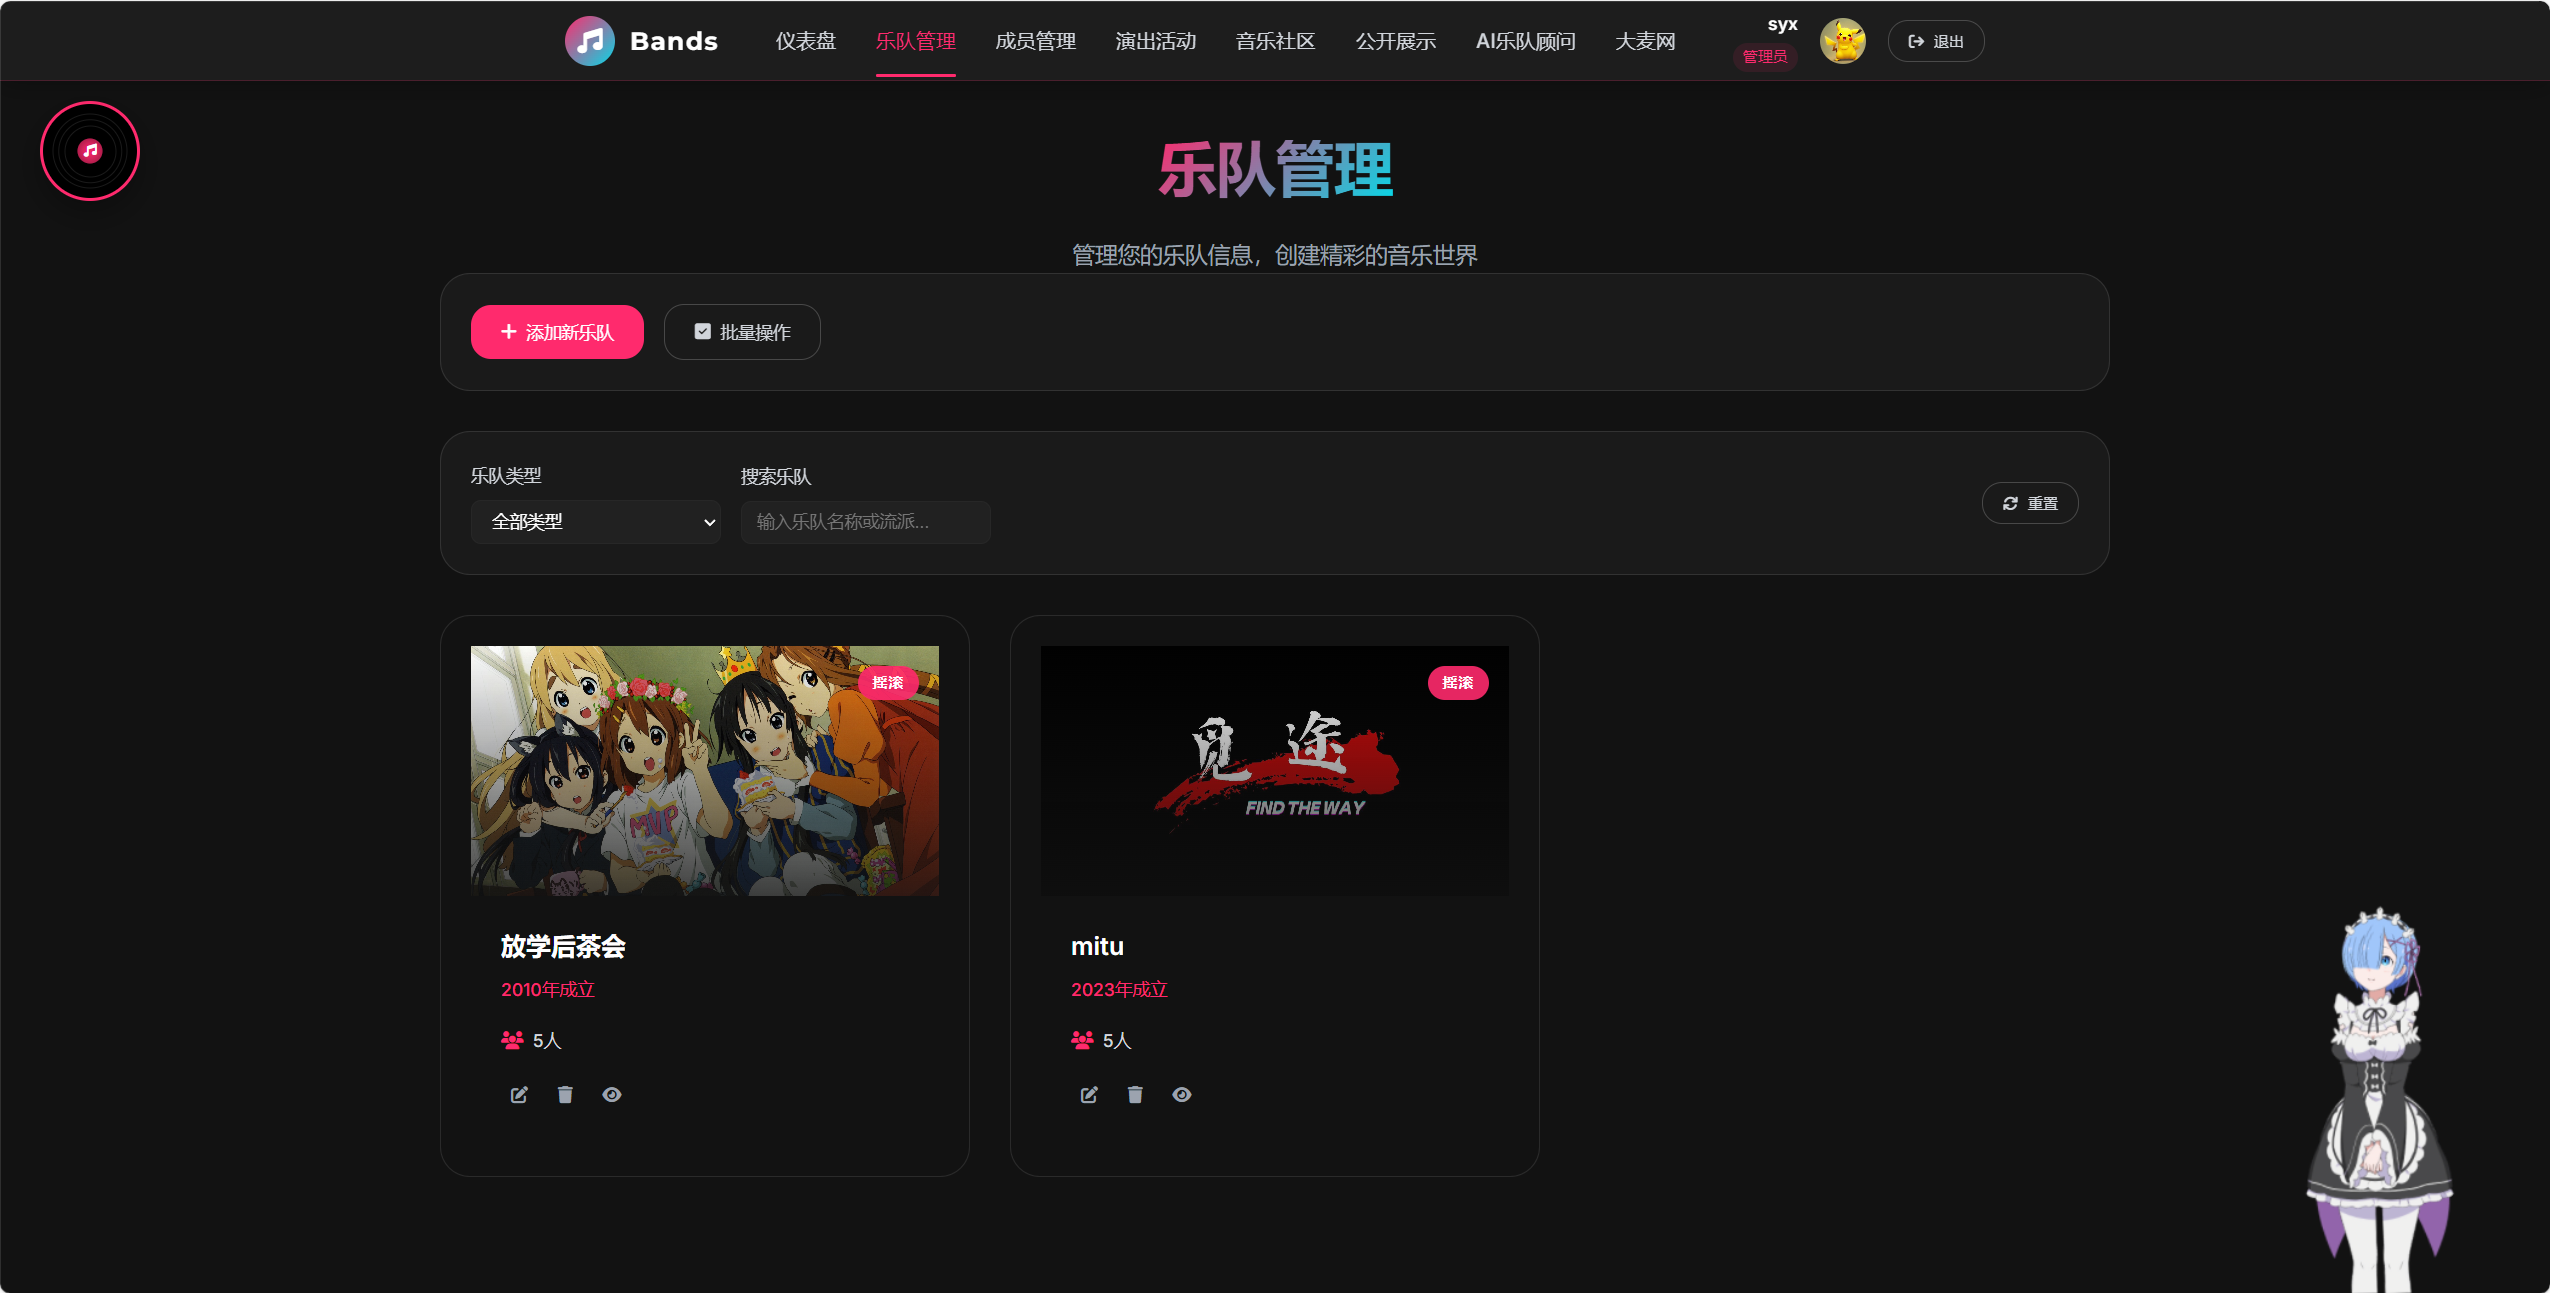 Bands
仪表盘
乐队管理
成员管理
演出活动
音乐社区
公开展示
AI乐队顾问
大麦网
syx
管理员
退出
乐队管理
管理您的乐队信息，创建精彩的音乐世界
添加新乐队
批量操作
乐队类型
搜索乐队
全部类型
输入乐队名称或流派...
重置
摇滚
MVP
摇滚
觅途
FIND THE WAY
放学后茶会
2010年成立
5人
mitu
2023年成立
5人